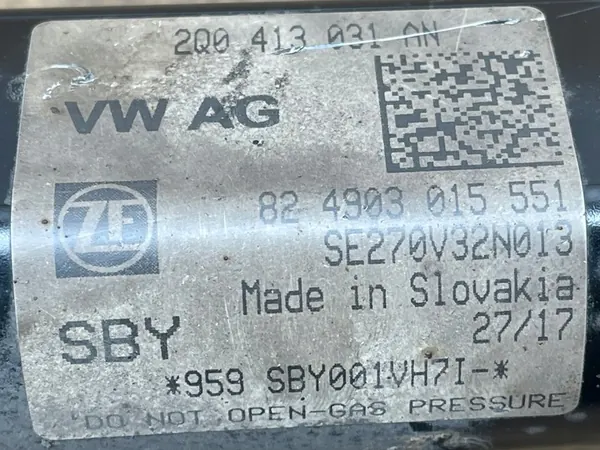 2Q0 413 031 AN
VW AG
ZF
82 4903 015 551
SE270V32N013
Made in Slovakia
SBY
27/17
*959 SBY001VH7I-*
DO NOT OPEN-GAS PRESSURE